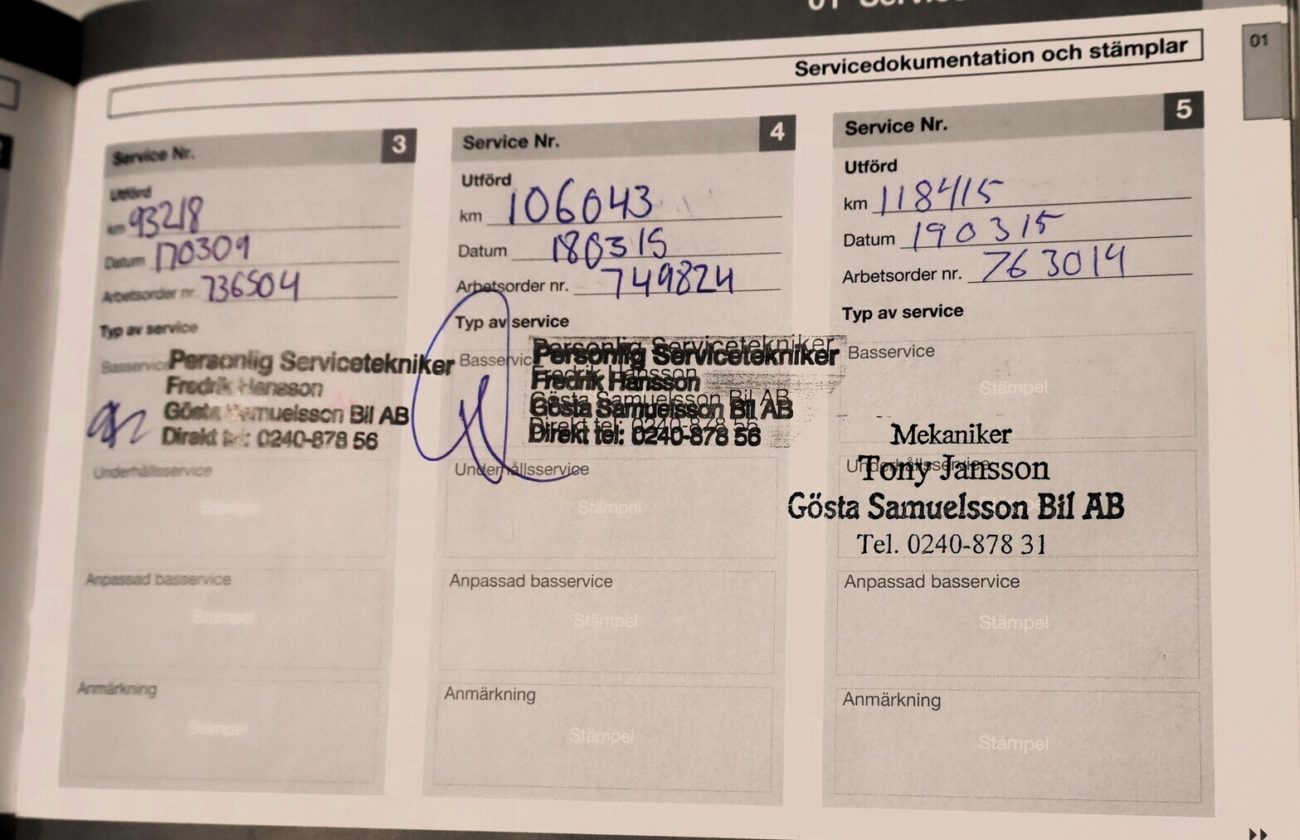 01 Service
Servicedokumentation och stämplar
01
Service Nr. 3
Utförd
km 93218
Datum 170309
Arbetsorder nr. 736504
Typ av service
Basservice
Personlig Servicetekniker
Fredrik Hansson
Gösta Samuelsson Bil AB
Direkt tel: 0240-878 56
Underhållsservice
Stämpel
Anpassad basservice
Stämpel
Anmärkning
Stämpel
Service Nr. 4
Utförd
km 106043
Datum 180315
Arbetsorder nr. 749824
Typ av service
Basservice
Personlig Servicetekniker
Fredrik Hansson
Gösta Samuelsson Bil AB
Direkt tel: 0240-878 56
Underhållsservice
Stämpel
Anpassad basservice
Stämpel
Anmärkning
Stämpel
Service Nr. 5
Utförd
km 118415
Datum 190315
Arbetsorder nr. 763014
Typ av service
Basservice
Stämpel
Mekaniker
Underhållsservice
Tony Jansson
Gösta Samuelsson Bil AB
Tel. 0240-878 31
Anpassad basservice
Stämpel
Anmärkning
Stämpel